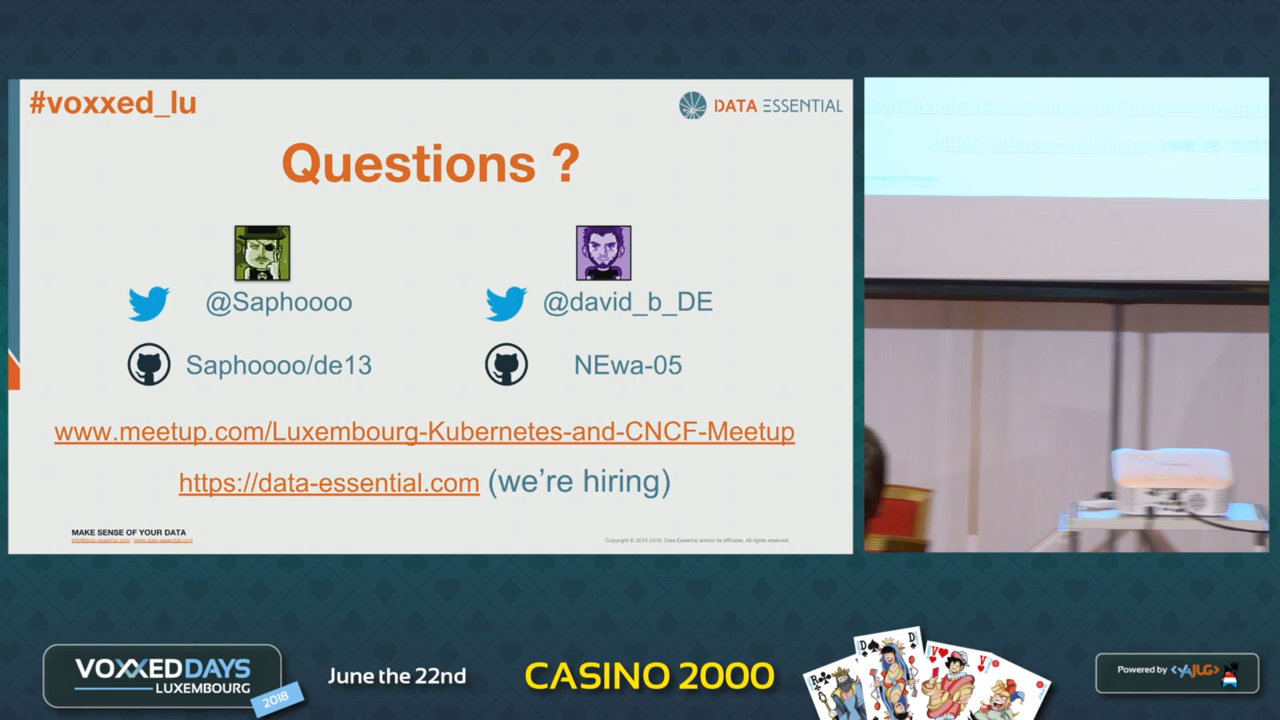 #voxxed_lu
DATA ESSENTIAL
Questions ?
@Saphoooo
@david_b_DE
Saphoooo/de13
NEwa-05
www.meetup.com/Luxembourg-Kubernetes-and-CNCF-Meetup
https://data-essential.com (we're hiring)
MAKE SENSE OF YOUR DATA
VOXXED DAYS
LUXEMBOURG
2018
June the 22nd
CASINO 2000
Powered by <YAJUG>